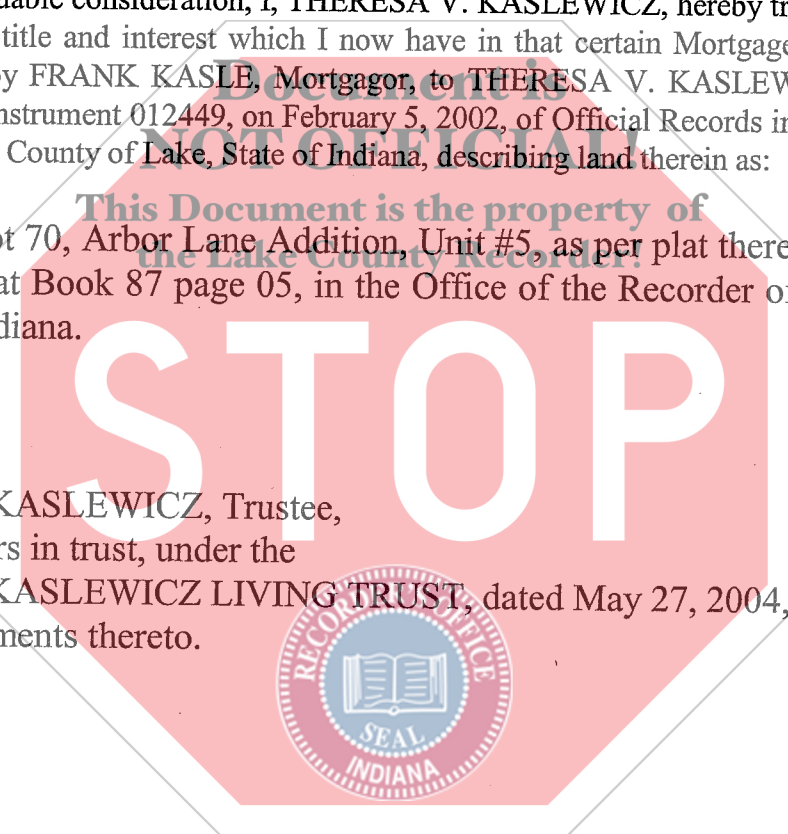 uable consideration, I, THERESA V. KASLEWICZ, hereby tr
title and interest which I now have in that certain Mortgage
by FRANK KASLE, Mortgagor, to THERESA V. KASLEW
Document is
nstrument 012449, on February 5, 2002, of Official Records in
NOT OFFICIAL!
County of Lake, State of Indiana, describing land therein as:
This Document is the property of
ot 70, Arbor Lane Addition, Unit #5, as per plat there
the Lake County Recorder!
at Book 87 page 05, in the Office of the Recorder of
diana.
STOP
KASLEWICZ, Trustee,
rs in trust, under the
KASLEWICZ LIVING TRUST, dated May 27, 2004,
ments thereto.
RECORDER'S OFFICE
SEAL
INDIANA